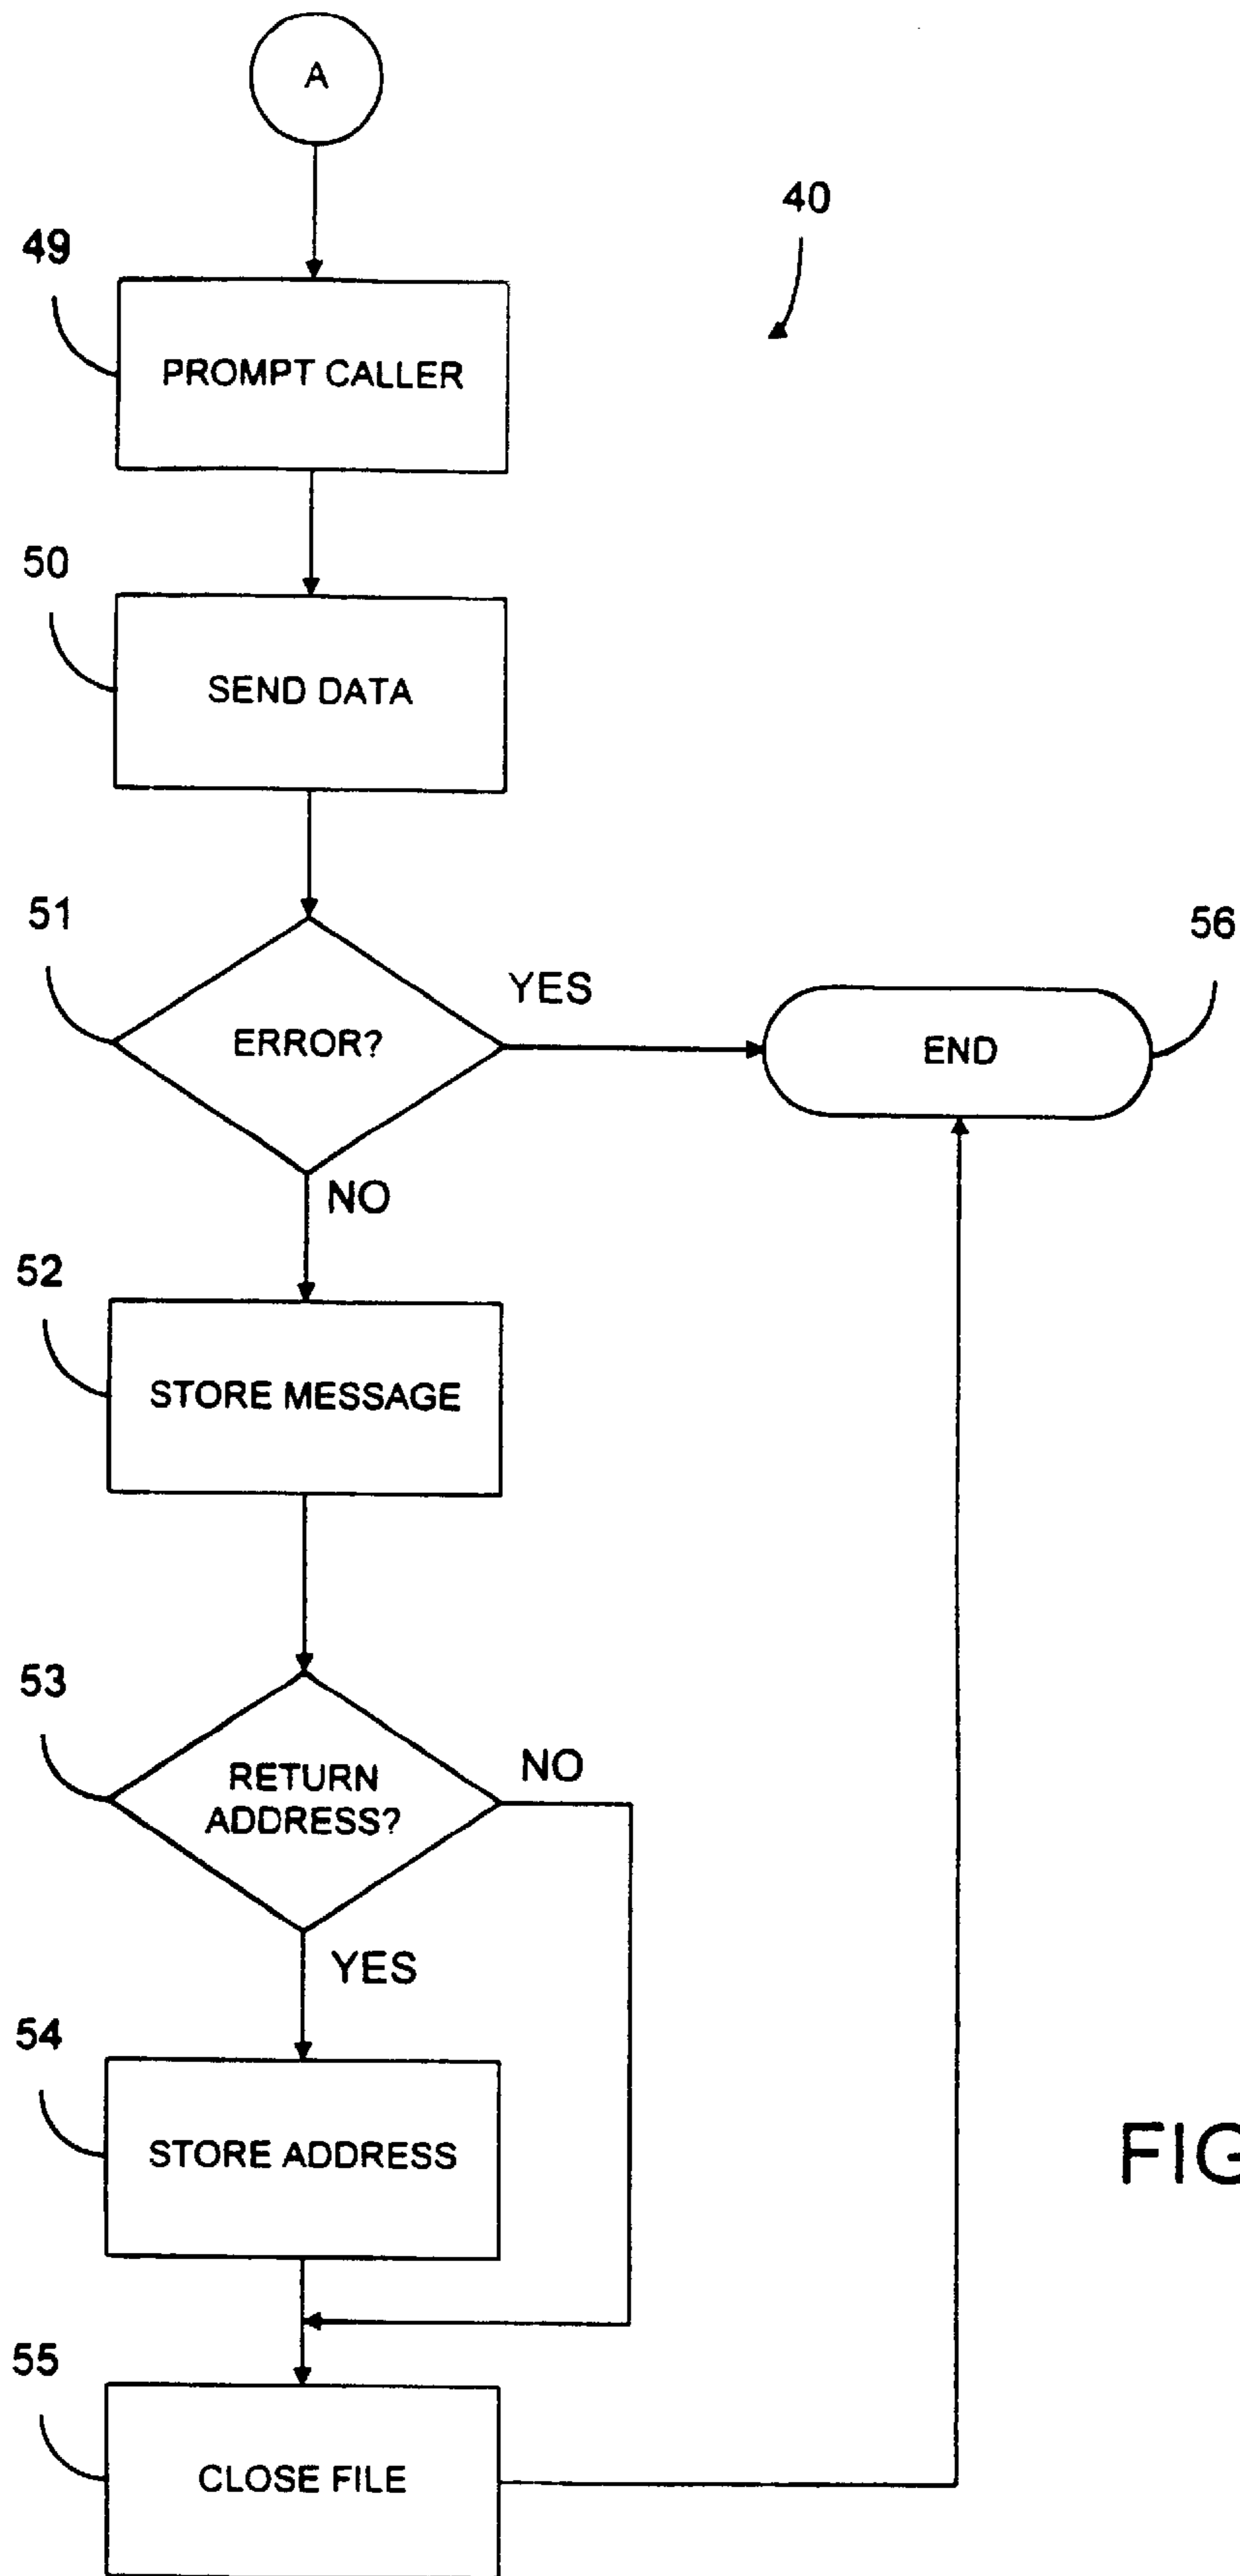 A
40
49
PROMPT CALLER
50
SEND DATA
51
ERROR?
YES
END
56
NO
52
STORE MESSAGE
53
RETURN
ADDRESS?
NO
YES
54
STORE ADDRESS
FIG
55
CLOSE FILE